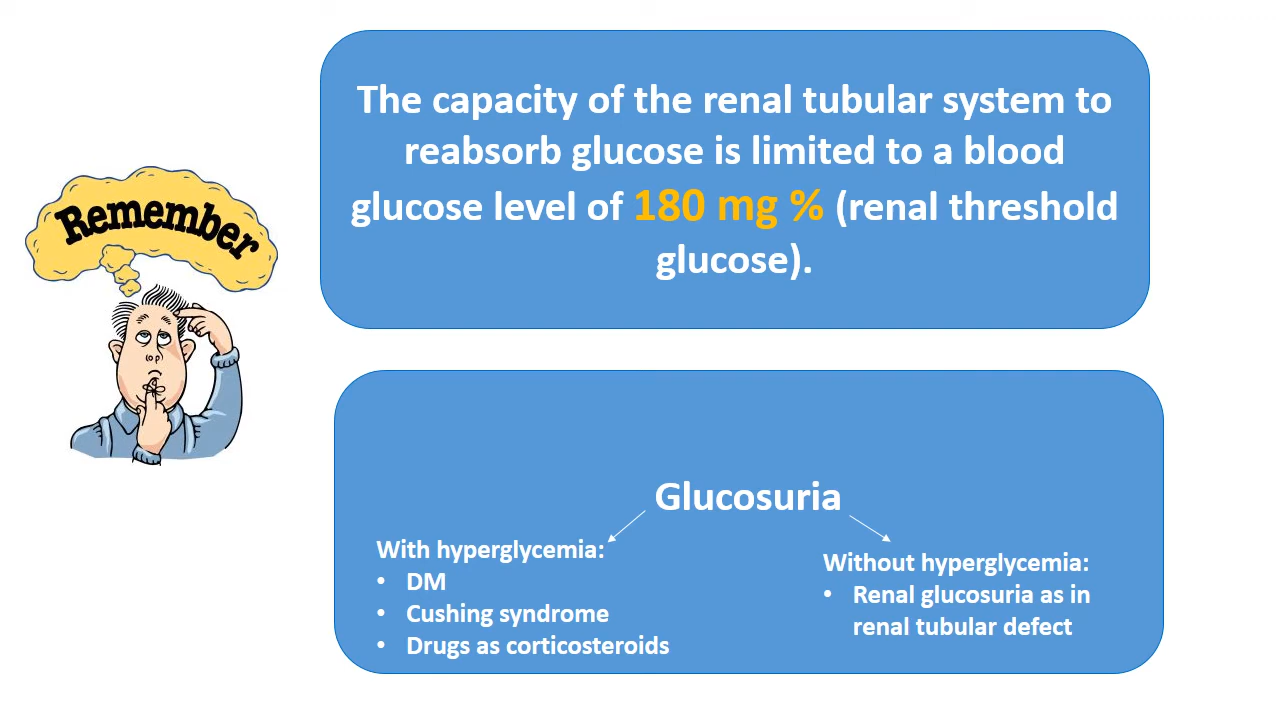 Remember
The capacity of the renal tubular system to
reabsorb glucose is limited to a blood
glucose level of 180 mg % (renal threshold
glucose).
Glucosuria
With hyperglycemia:
• DM
• Cushing syndrome
• Drugs as corticosteroids
Without hyperglycemia:
• Renal glucosuria as in
renal tubular defect